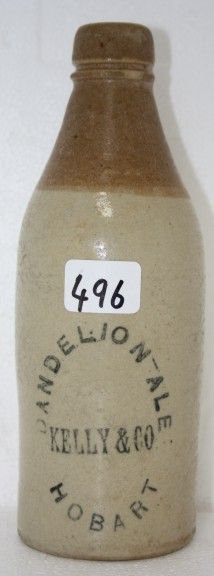 496
DANDELION ALE
KELLY & CO
HOBART